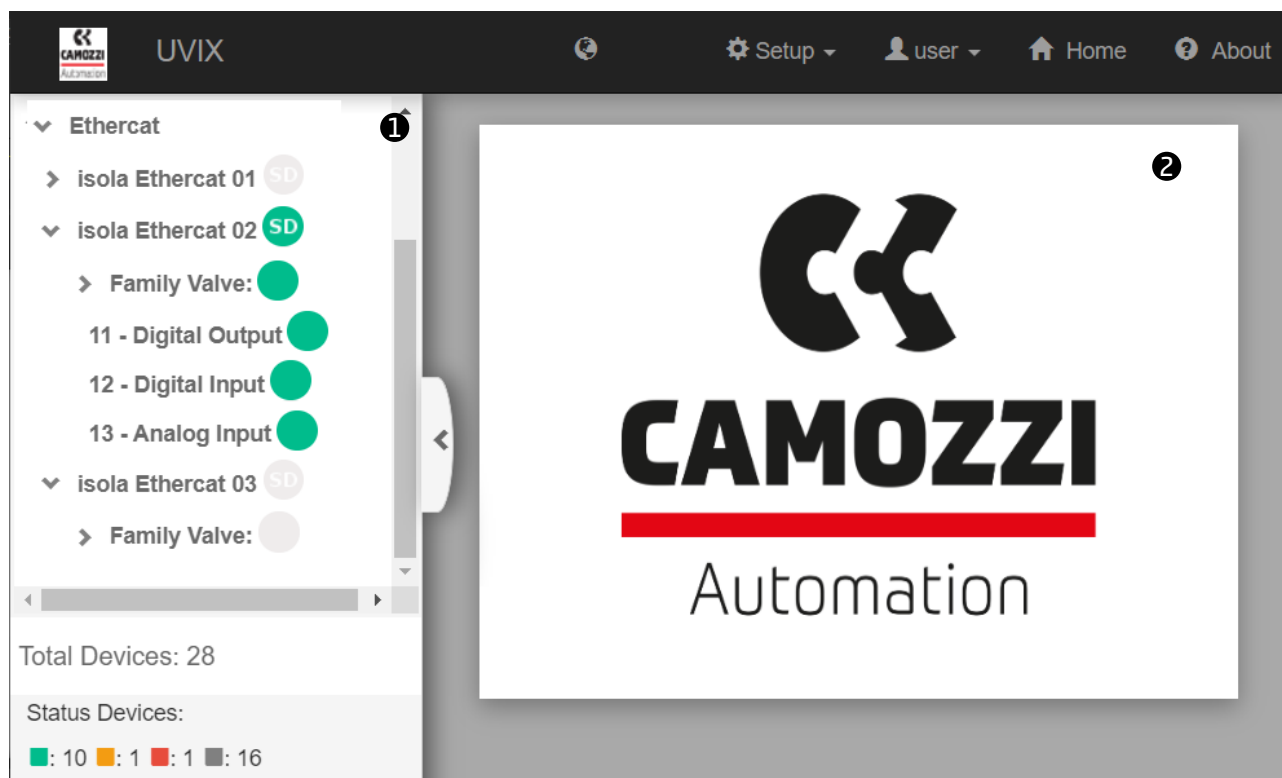 CAMOZZI
Automation
UVIX
Setup
user
Home
About
Ethercat
❶
isola Ethercat 01 SD
isola Ethercat 02 SD
Family Valve:
11 - Digital Output
12 - Digital Input
13 - Analog Input
isola Ethercat 03 SD
Family Valve:
Total Devices: 28
Status Devices:
: 10 : 1 : 1 : 16
❷
CAMOZZI
Automation